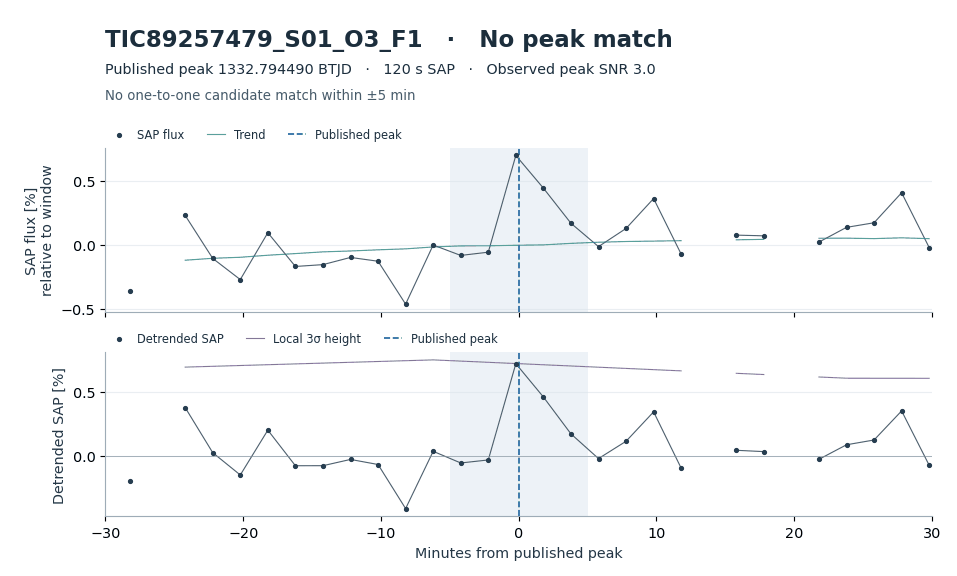 TIC89257479_S01_O3_F1 · No peak match
Published peak 1332.794490 BTJD · 120 s SAP · Observed peak SNR 3.0
No one-to-one candidate match within ±5 min
SAP flux Trend Published peak
SAP flux [%]
relative to window
0.5
0.0
−0.5
Detrended SAP Local 3σ height Published peak
Detrended SAP [%]
0.5
0.0
−30 −20 −10 0 10 20 30
Minutes from published peak